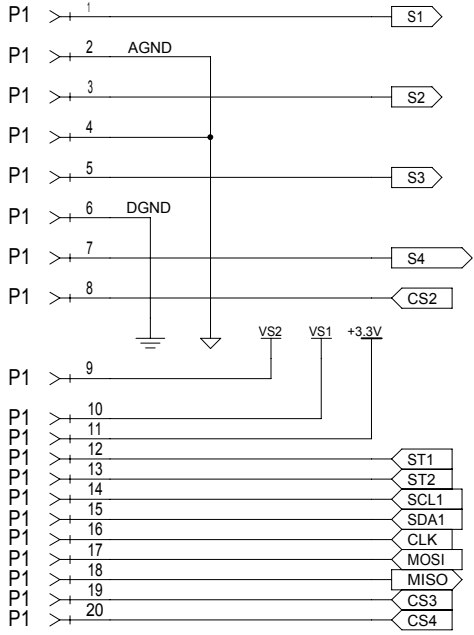 P1 1 S1
P1 2 AGND
P1 3 S2
P1 4
P1 5 S3
P1 6 DGND
P1 7 S4
P1 8 CS2
VS2 VS1 +3.3V
P1 9
P1 10
P1 11
P1 12 ST1
P1 13 ST2
P1 14 SCL1
P1 15 SDA1
P1 16 CLK
P1 17 MOSI
P1 18 MISO
P1 19 CS3
P1 20 CS4